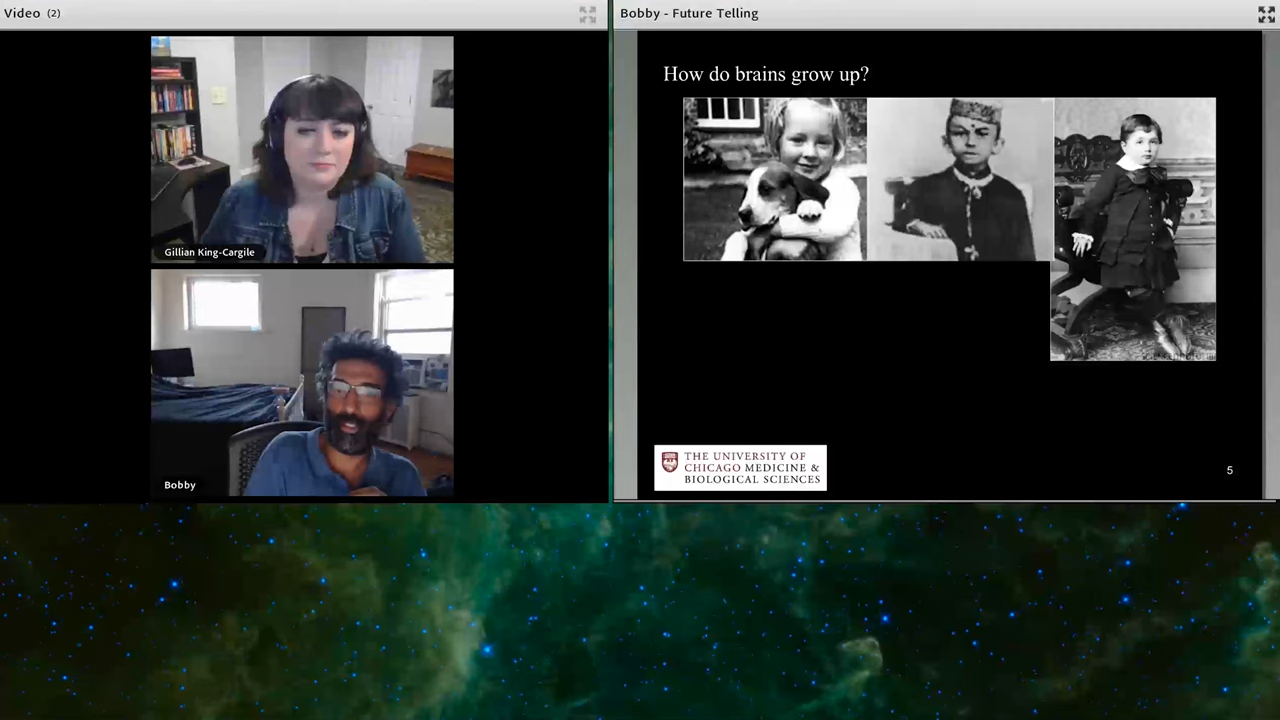 Video (2)
Bobby - Future Telling
Gillian King-Cargile
Bobby
How do brains grow up?
THE UNIVERSITY OF
CHICAGO MEDICINE &
BIOLOGICAL SCIENCES
5